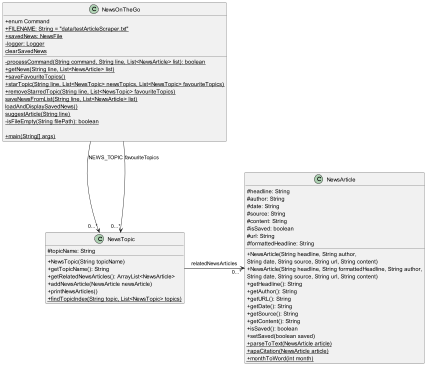 NewsOnTheGo
+enum Command
+FILENAME: String = "data/testArticleScraper.txt"
+savedNews: NewsFile
-logger: Logger
clearSavedNews
-processCommand(String command, String line, List<NewsArticle> list): boolean
+getNews(String line, List<NewsArticle> list)
+saveFavouriteTopics()
+starTopic(String line, List<NewsTopic> newsTopics, List<NewsTopic> favouriteTopics)
+removeStarredTopic(String line, List<NewsTopic> favouriteTopics)
saveNewsFromList(String line, List<NewsArticle> list)
loadAndDisplaySavedNews()
suggestArticle(String line)
-isFileEmpty(String filePath): boolean
+main(String[] args)
NEWS_TOPIC
favouriteTopics
0...*
0...*
NewsTopic
#topicName: String
+NewsTopic(String topicName)
+getTopicName(): String
+getRelatedNewsArticles(): ArrayList<NewsArticle>
+addNewsArticle(NewsArticle newsArticle)
+printNewsArticles()
+findTopicIndex(String topic, List<NewsTopic> topics)
relatedNewsArticles
0...*
NewsArticle
#headline: String
#author: String
#date: String
#source: String
#content: String
#isSaved: boolean
#url: String
#formattedHeadline: String
+NewsArticle(String headline, String author,
String date, String source, String url, String content)
+NewsArticle(String headline, String formattedHeadline, String author,
String date, String source, String url, String content)
+getHeadline(): String
+getAuthor(): String
+getURL(): String
+getDate(): String
+getSource(): String
+getContent(): String
+isSaved(): boolean
+setSaved(boolean saved)
+parseToText(NewsArticle article)
+apaCitation(NewsArticle article)
+monthToWord(int month)